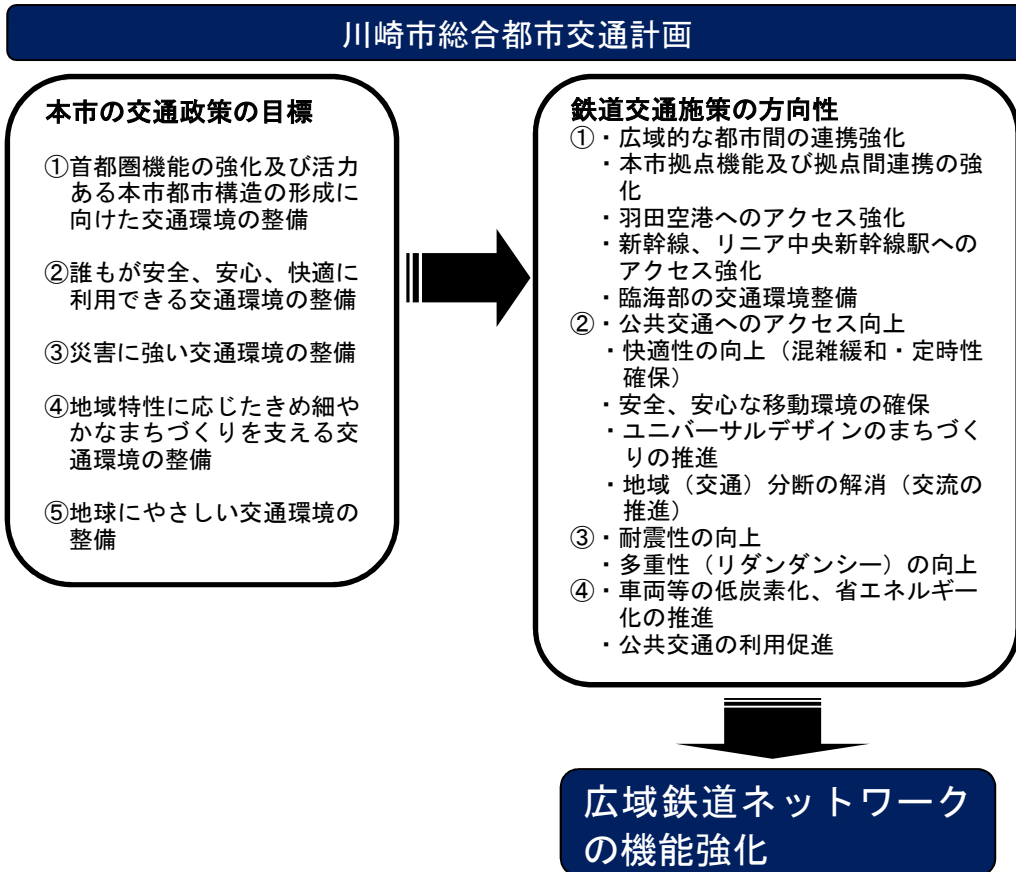 川崎市総合都市交通計画
本市の交通政策の目標
①首都圏機能の強化及び活力
ある本市都市構造の形成に
向けた交通環境の整備
②誰もが安全、安心、快適に
利用できる交通環境の整備
③災害に強い交通環境の整備
④地域特性に応じたきめ細や
かなまちづくりを支える交
通環境の整備
⑤地球にやさしい交通環境の
整備
鉄道交通施策の方向性
①・広域的な都市間の連携強化
・本市拠点機能及び拠点間連携の強
化
・羽田空港へのアクセス強化
・新幹線、リニア中央新幹線駅への
アクセス強化
・臨海部の交通環境整備
②・公共交通へのアクセス向上
・快適性の向上（混雑緩和・定時性
確保）
・安全、安心な移動環境の確保
・ユニバーサルデザインのまちづく
りの推進
・地域（交通）分断の解消（交流の
推進）
③・耐震性の向上
・多重性（リダンダンシー）の向上
④・車両等の低炭素化、省エネルギー
化の推進
・公共交通の利用促進
広域鉄道ネットワーク
の機能強化